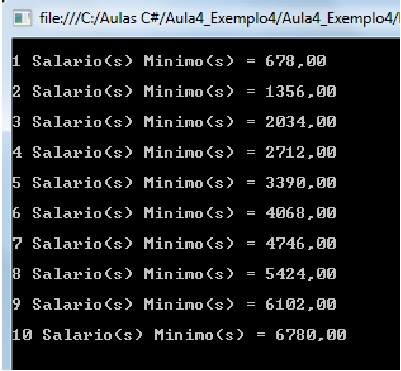 file:///C:/Aulas C#/Aula4_Exemplo4/Aula4_Exemplo4/
1 Salario(s) Minimo(s) = 678,00
2 Salario(s) Minimo(s) = 1356,00
3 Salario(s) Minimo(s) = 2034,00
4 Salario(s) Minimo(s) = 2712,00
5 Salario(s) Minimo(s) = 3390,00
6 Salario(s) Minimo(s) = 4068,00
7 Salario(s) Minimo(s) = 4746,00
8 Salario(s) Minimo(s) = 5424,00
9 Salario(s) Minimo(s) = 6102,00
10 Salario(s) Minimo(s) = 6780,00